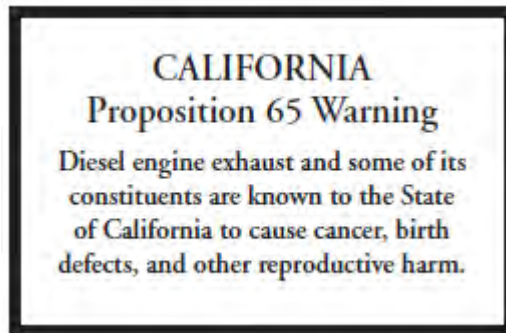 CALIFORNIA
Proposition 65 Warning
Diesel engine exhaust and some of its
constituents are known to the State
of California to cause cancer, birth
defects, and other reproductive harm.